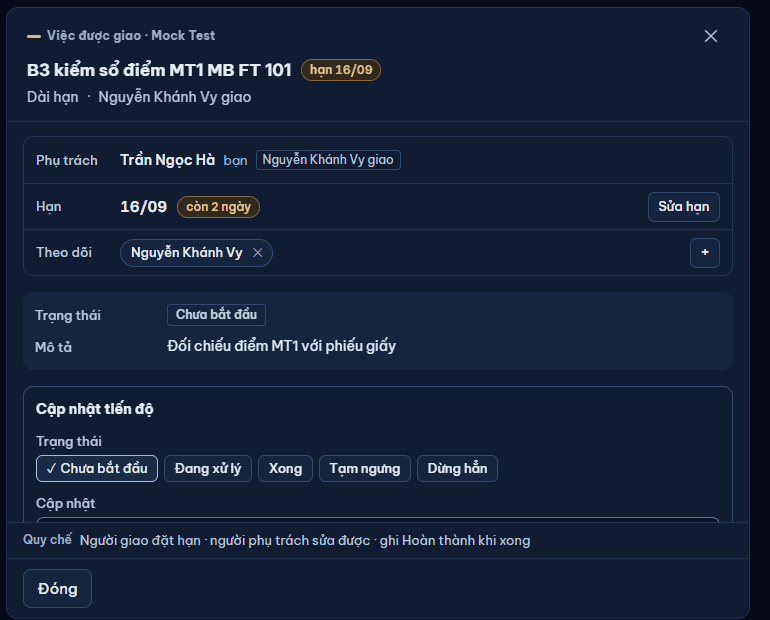 Việc được giao · Mock Test
B3 kiểm sổ điểm MT1 MB FT 101 hạn 16/09
Dài hạn · Nguyễn Khánh Vy giao
Phụ trách Trần Ngọc Hà bạn Nguyễn Khánh Vy giao
Hạn 16/09 còn 2 ngày Sửa hạn
Theo dõi Nguyễn Khánh Vy × +
Trạng thái Chưa bắt đầu
Mô tả Đối chiếu điểm MT1 với phiếu giấy
Cập nhật tiến độ
Trạng thái
✓ Chưa bắt đầu Đang xử lý Xong Tạm ngưng Dừng hẳn
Cập nhật
Quy chế Người giao đặt hạn · người phụ trách sửa được · ghi Hoàn thành khi xong
Đóng